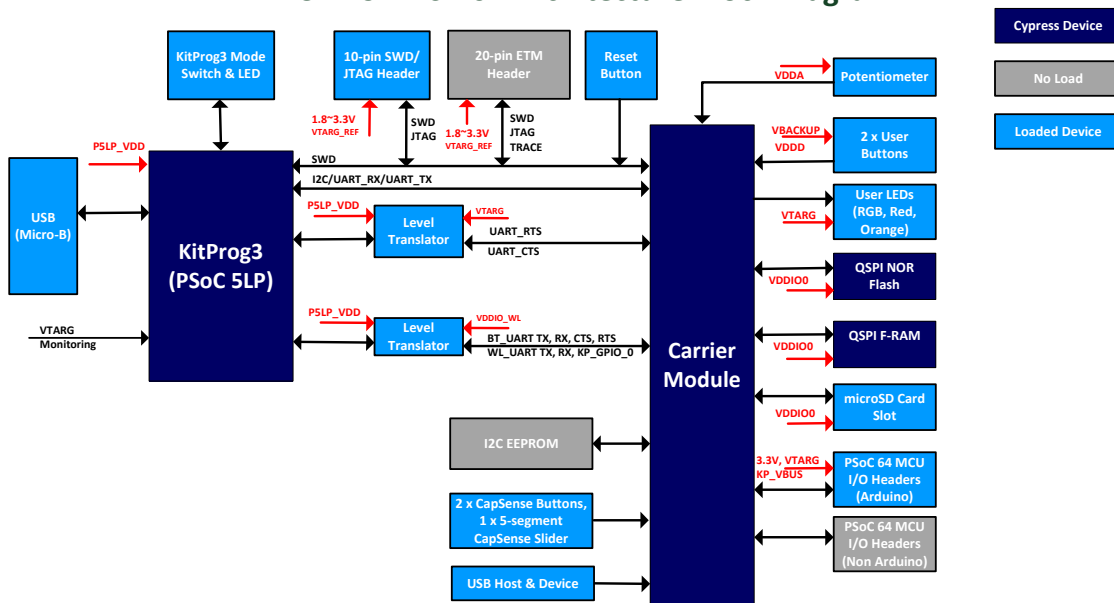 Cypress Device
No Load
Loaded Device
KitProg3 Mode
Switch & LED
10-pin SWD/
JTAG Header
20-pin ETM
Header
Reset
Button
1.8~3.3V
VTARG_REF
SWD
JTAG
1.8~3.3V
VTARG_REF
SWD
JTAG
TRACE
P5LP_VDD
USB
(Micro-B)
VTARG
Monitoring
KitProg3
(PSoC 5LP)
SWD
I2C/UART_RX/UART_TX
P5LP_VDD
Level
Translator
VTARG
UART_RTS
UART_CTS
P5LP_VDD
Level
Translator
VDDIO_WL
BT_UART TX, RX, CTS, RTS
WL_UART TX, RX, KP_GPIO_0
I2C EEPROM
2 x CapSense Buttons,
1 x 5-segment
CapSense Slider
USB Host & Device
Carrier
Module
VDDA
Potentiometer
VBACKUP
VDDD
2 x User
Buttons
VTARG
User LEDs
(RGB, Red,
Orange)
VDDIO0
QSPI NOR
Flash
VDDIO0
QSPI F-RAM
VDDIO0
microSD Card
Slot
3.3V, VTARG
KP_VBUS
PSoC 64 MCU
I/O Headers
(Arduino)
PSoC 64 MCU
I/O Headers
(Non Arduino)